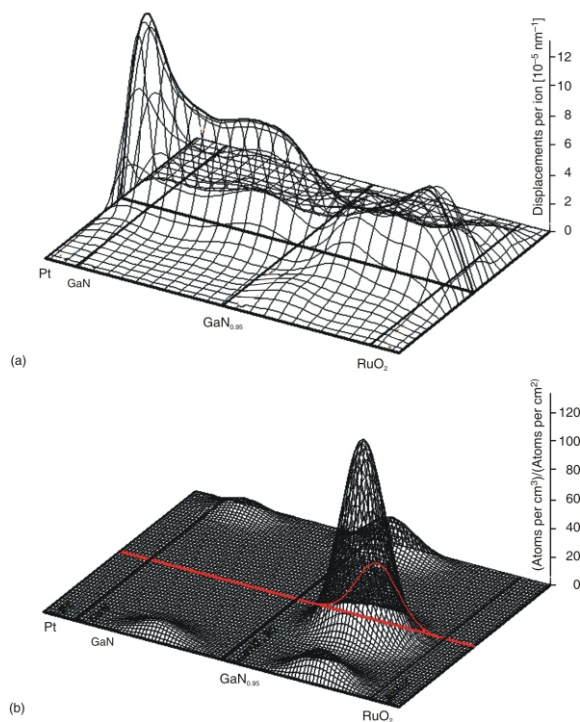 12
10
8
6
4
2
0
Displacements per ion [10⁻⁵ nm⁻¹]
Pt
GaN
GaN₀.₉₅
RuO₂
(a)
120
100
80
60
40
20
0
(Atoms per cm³)/(Atoms per cm²)
Pt
GaN
GaN₀.₉₅
RuO₂
(b)